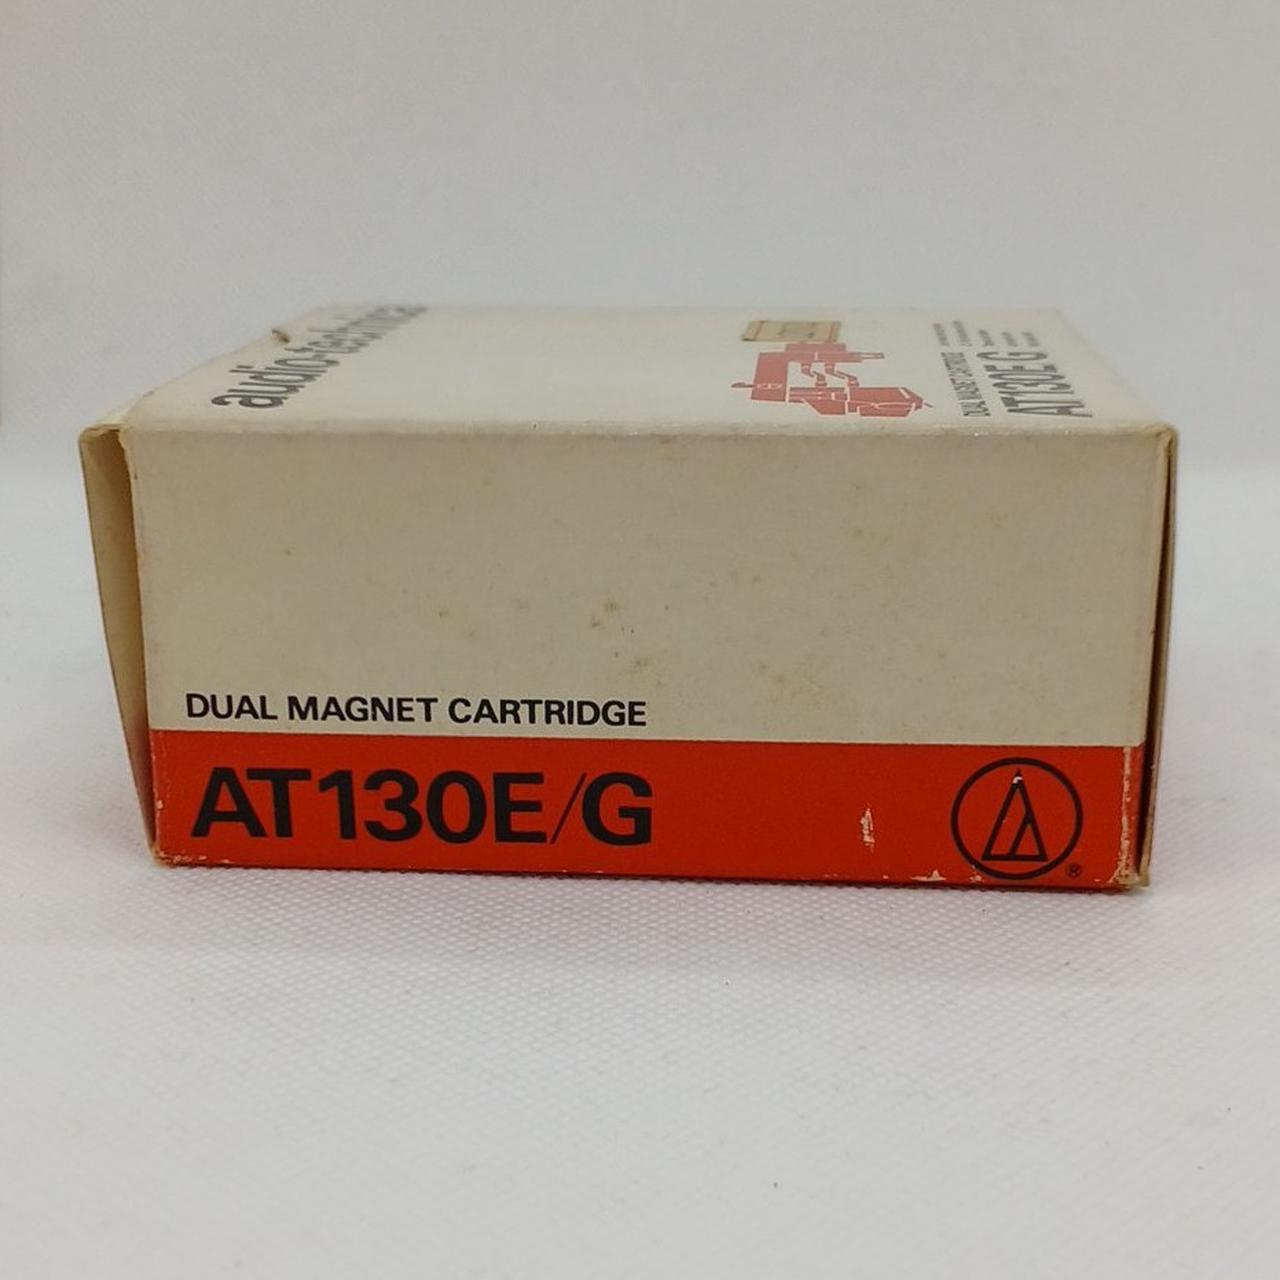 audio-technica
DUAL MAGNET CARTRIDGE
AT130E/G
DUAL MAGNET CARTRIDGE
AT130E/G
®